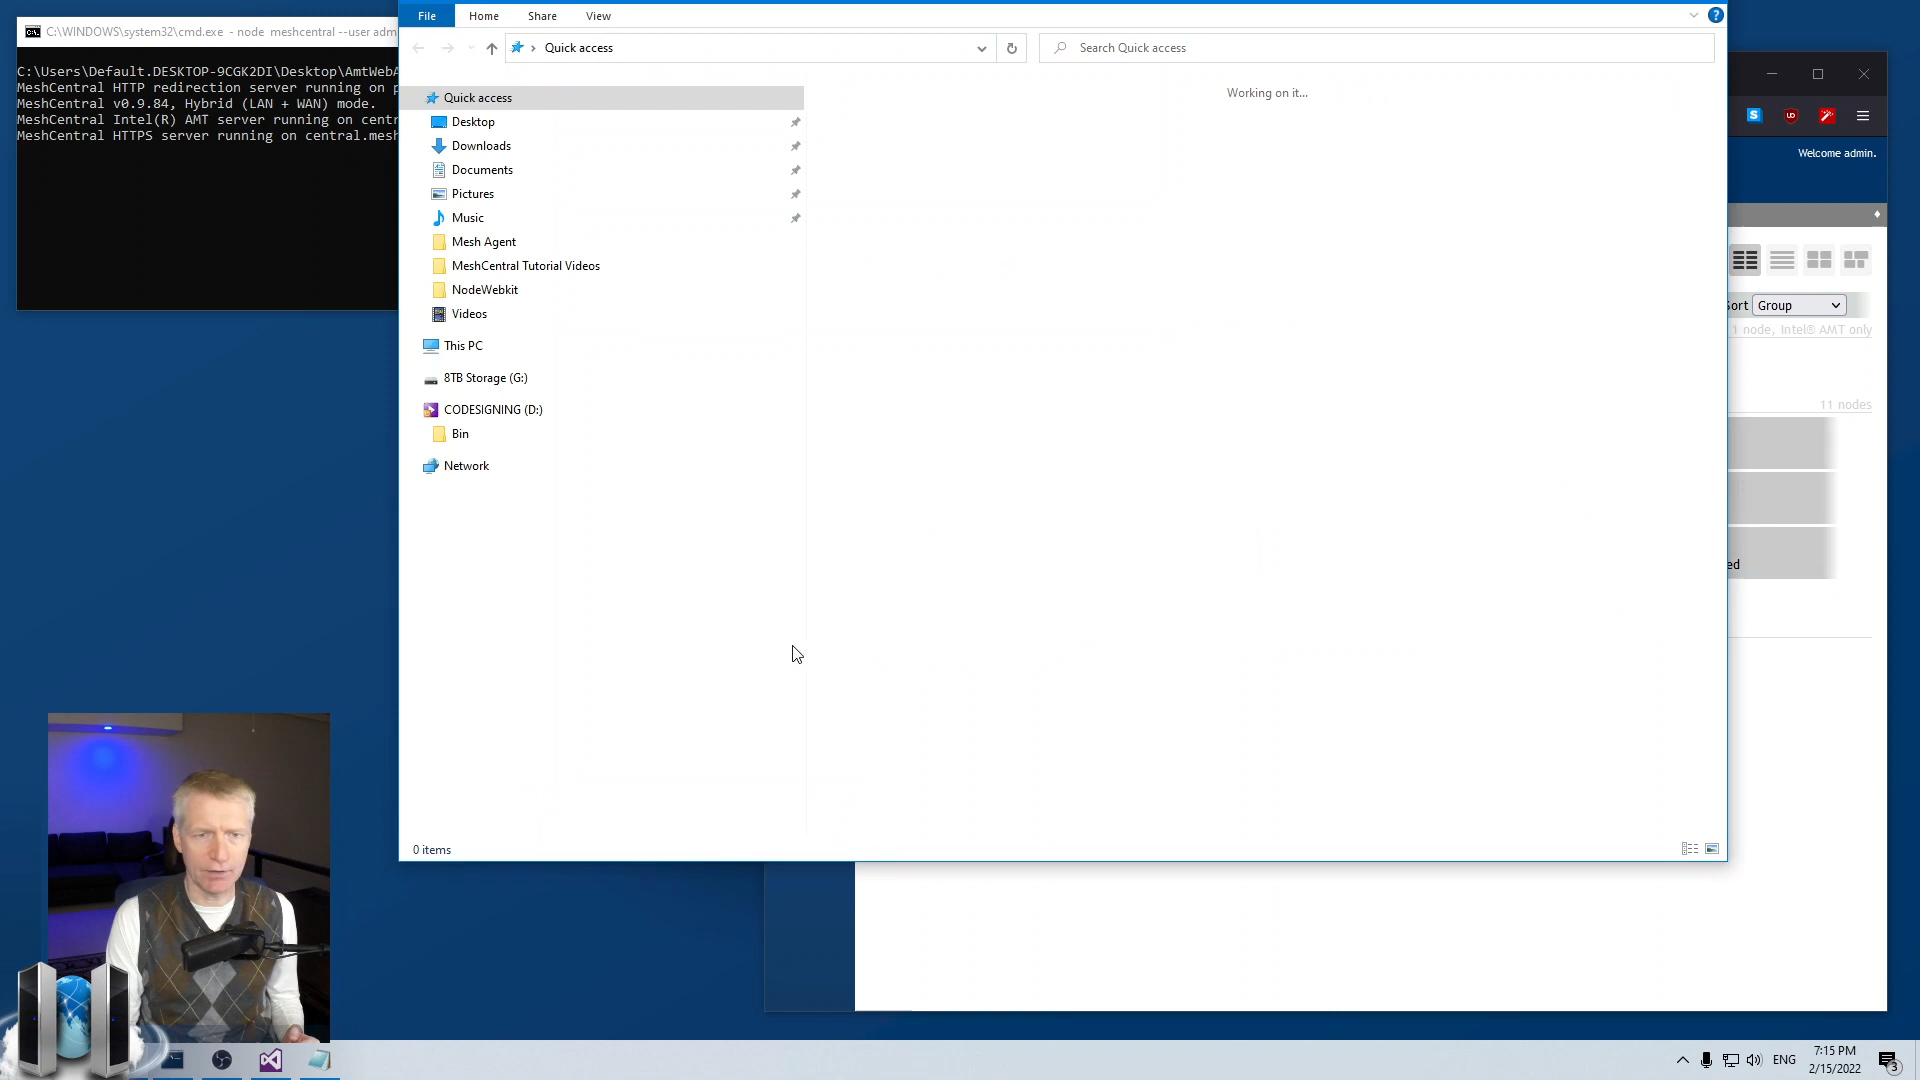 C:\WINDOWS\system32\cmd.exe - node meshcentral --user adm
C:\Users\Default.DESKTOP-9CGK2DI\Desktop\AmtWebA
MeshCentral HTTP redirection server running on p
MeshCentral v0.9.84, Hybrid (LAN + WAN) mode.
MeshCentral Intel(R) AMT server running on centr
MeshCentral HTTPS server running on central.mesh
File Home Share View
Quick access
Search Quick access
Working on it...
Quick access
Desktop
Downloads
Documents
Pictures
Music
Mesh Agent
MeshCentral Tutorial Videos
NodeWebkit
Videos
This PC
8TB Storage (G:)
CODESIGNING (D:)
Bin
Network
0 items
Welcome admin.
Sort Group
1 node, Intel® AMT only
11 nodes
ed
ENG
7:15 PM
2/15/2022
3